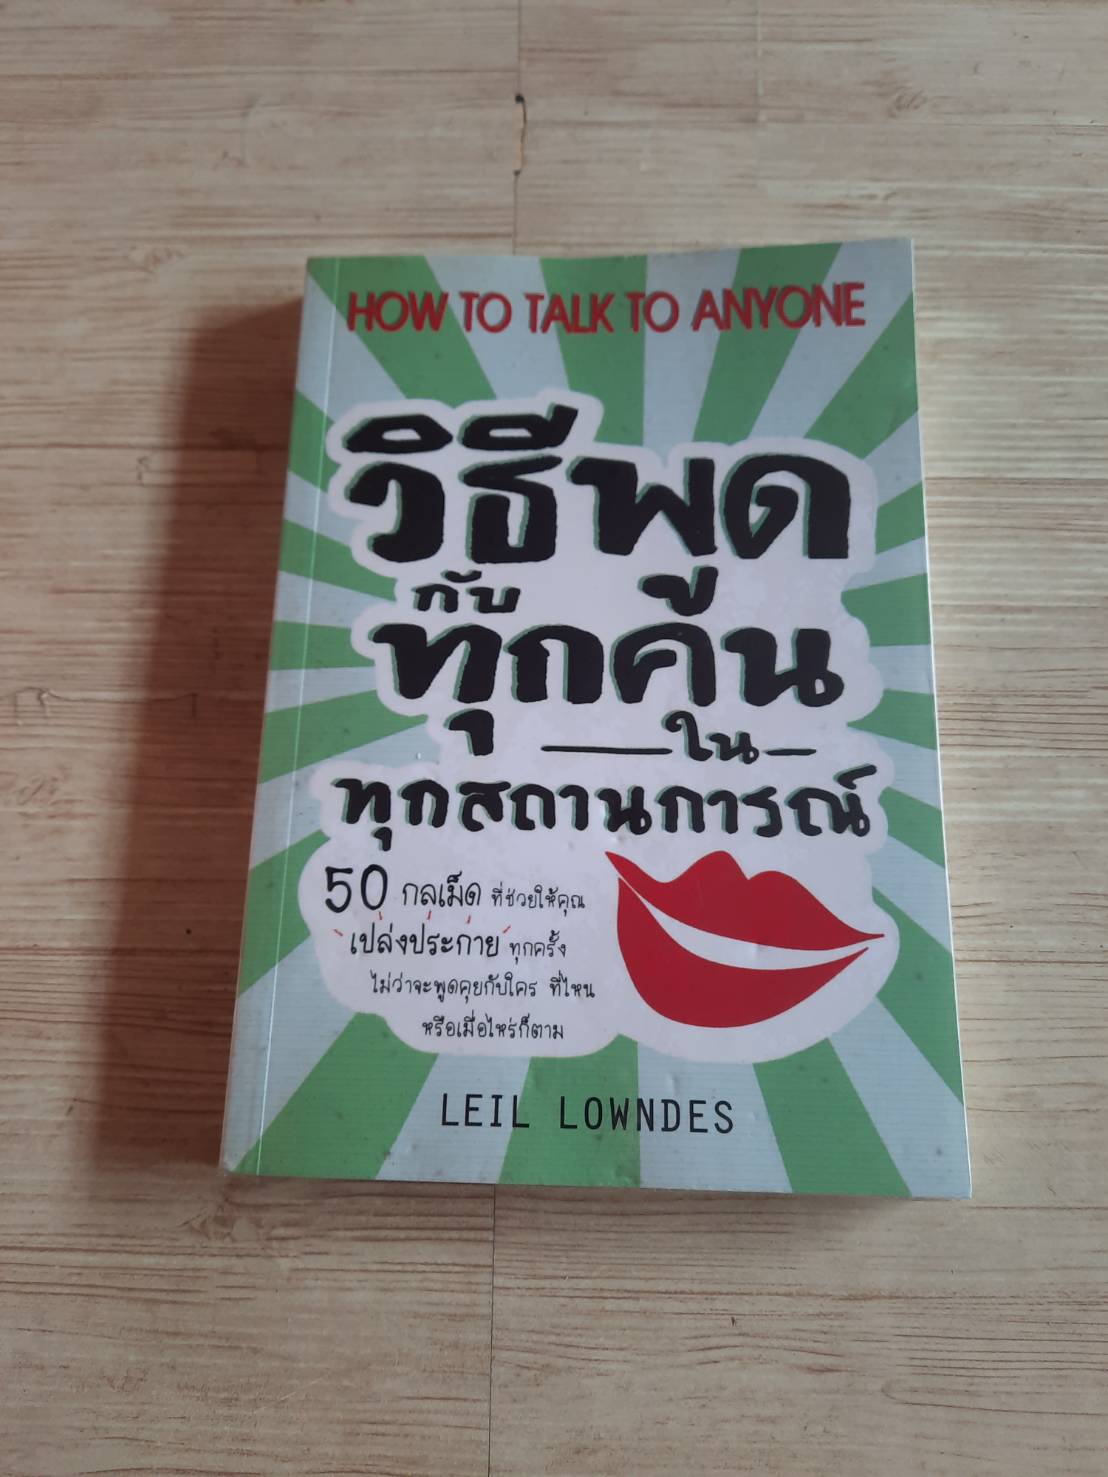 HOW TO TALK TO ANYONE
วิธีพูด
กับ
ทุกคน
ใน
ทุกสถานการณ์
50 กลเม็ด ที่ช่วยให้คุณ
เปล่งประกาย ทุกครั้ง
ไม่ว่าจะพูดคุยกับใคร ที่ไหน
หรือเมื่อไหร่ก็ตาม
LEIL LOWNDES